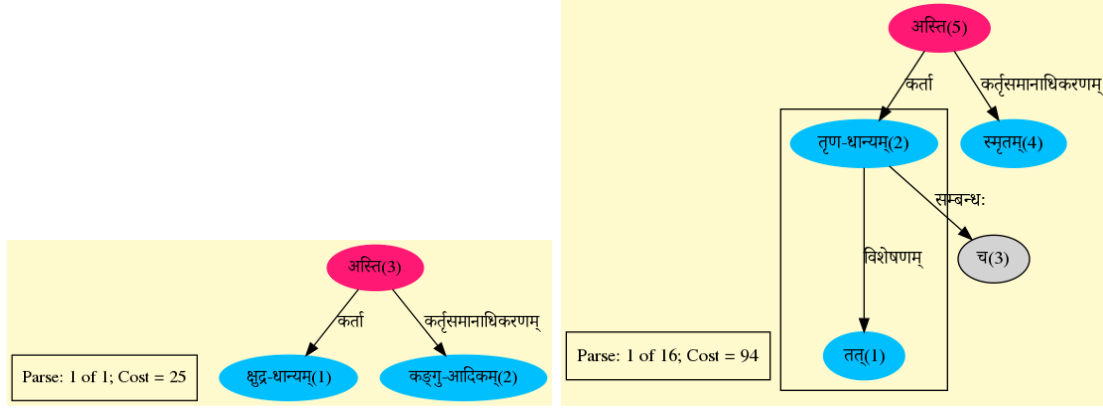 अस्ति(3)
कर्ता
कर्तृसमानाधिकरणम्
क्षुद्र-धान्यम्(1)
कङ्गु-आदिकम्(2)
Parse: 1 of 1; Cost = 25
अस्ति(5)
कर्ता
कर्तृसमानाधिकरणम्
तृण-धान्यम्(2)
स्मृतम्(4)
सम्बन्धः
विशेषणम्
च(3)
तत्(1)
Parse: 1 of 16; Cost = 94